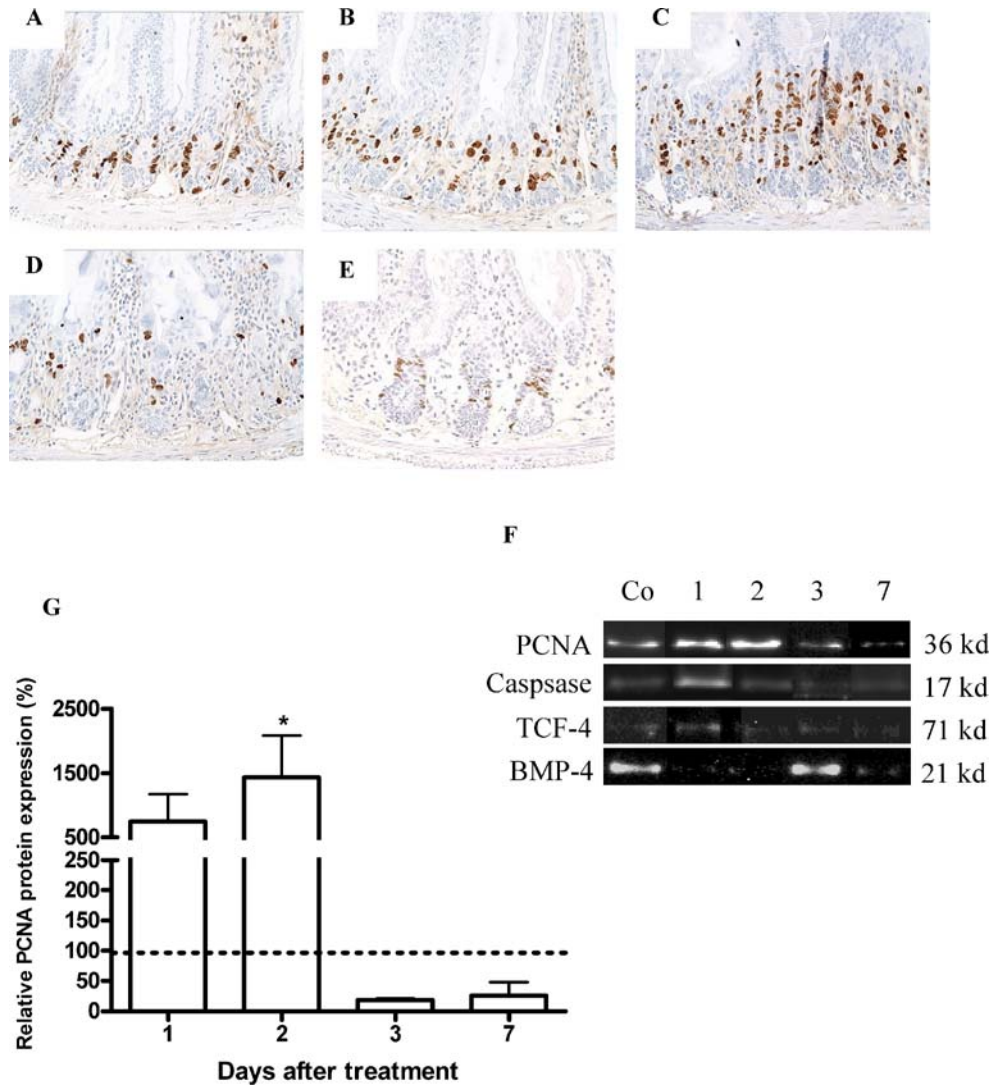 A
B
C
D
E
F
Co 1 2 3 7
PCNA 36 kd
Caspsase 17 kd
TCF-4 71 kd
BMP-4 21 kd
G
Relative PCNA protein expression (%)
2500
1500
500
250
200
150
100
50
0
*
1 2 3 7
Days after treatment